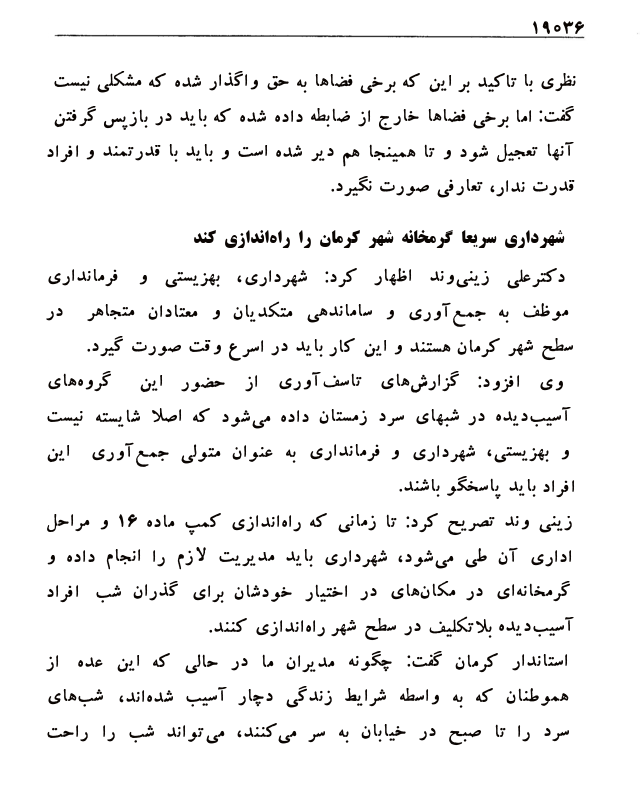 ۱۹۰۳۶
نظری با تاکید بر این که برخی فضاها به حق واگذار شده که مشکلی نیست
گفت: اما برخی فضاها خارج از ضابطه داده شده که باید در بازپس گرفتن
آنها تعجیل شود و تا همینجا هم دیر شده است و باید با قدرتمند و افراد
قدرت ندار، تعارفی صورت نگیرد.
شهرداری سریعا گرمخانه شهر کرمان را راه‌اندازی کند
دکترعلی زینی‌وند اظهار کرد: شهرداری، بهزیستی و فرمانداری
موظف به جمع‌آوری و ساماندهی متکدیان و معتادان متجاهر در
سطح شهر کرمان هستند و این کار باید در اسرع وقت صورت گیرد.
وی افزود: گزارش‌های تاسف‌آوری از حضور این گروه‌های
آسیب‌دیده در شبهای سرد زمستان داده می‌شود که اصلا شایسته نیست
و بهزیستی، شهرداری و فرمانداری به عنوان متولی جمع‌آوری این
افراد باید پاسخگو باشند.
زینی وند تصریح کرد: تا زمانی که راه‌اندازی کمپ ماده ۱۶ و مراحل
اداری آن طی می‌شود، شهرداری باید مدیریت لازم را انجام داده و
گرمخانه‌ای در مکان‌های در اختیار خودشان برای گذران شب افراد
آسیب‌دیده بلاتکلیف در سطح شهر راه‌اندازی کنند.
استاندار کرمان گفت: چگونه مدیران ما در حالی که این عده از
هموطنان که به واسطه شرایط زندگی دچار آسیب شده‌اند، شب‌های
سرد را تا صبح در خیابان به سر می‌کنند، می‌تواند شب را راحت